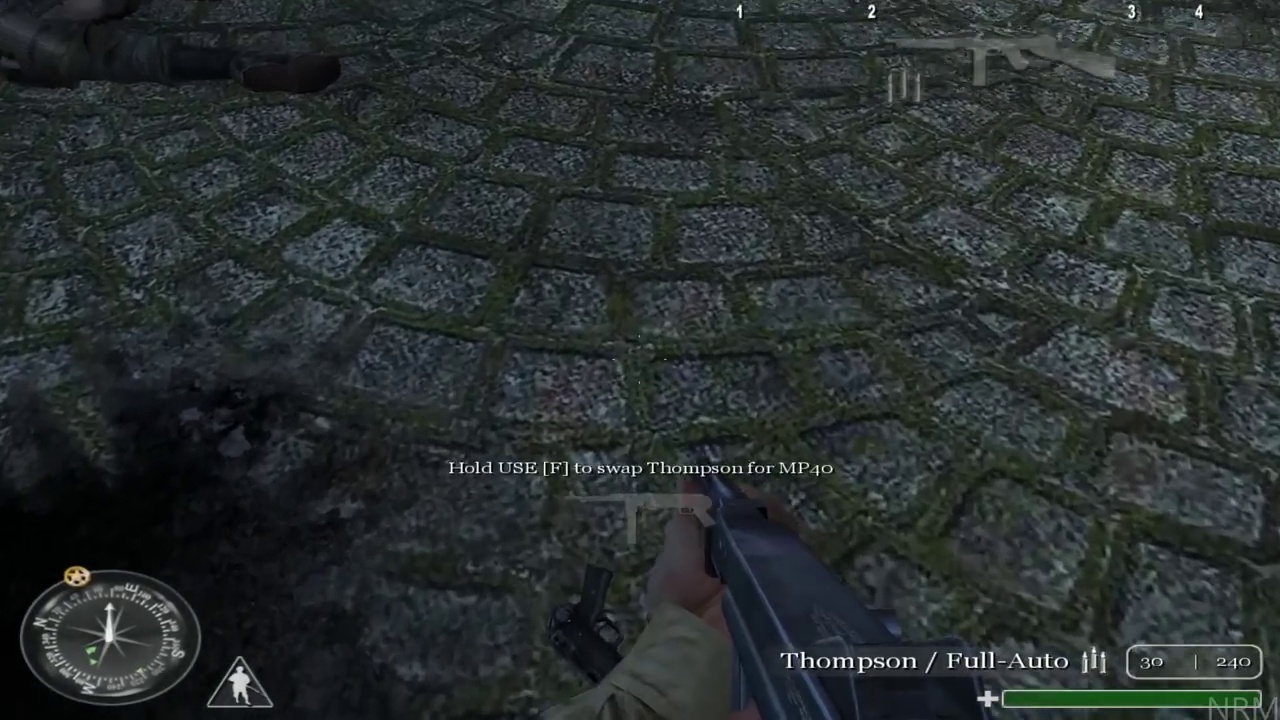 1 2 3 4
Hold USE [F] to swap Thompson for MP40
Thompson / Full-Auto 30 | 240
N E S W
NRM